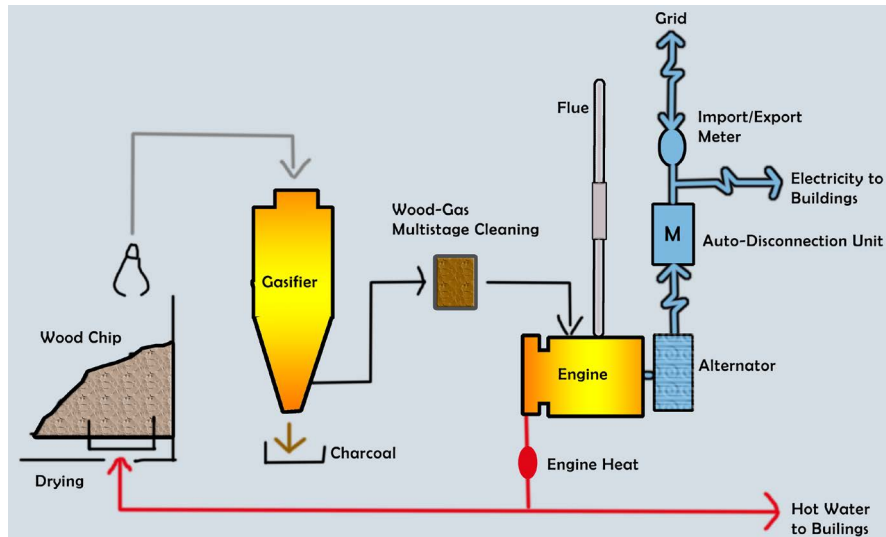 Grid
Flue
Import/Export
Meter
Electricity to
Buildings
Wood-Gas
Multistage Cleaning
M
Auto-Disconnection Unit
Gasifier
Wood Chip
Engine
Alternator
Charcoal
Engine Heat
Drying
Hot Water
to Builings